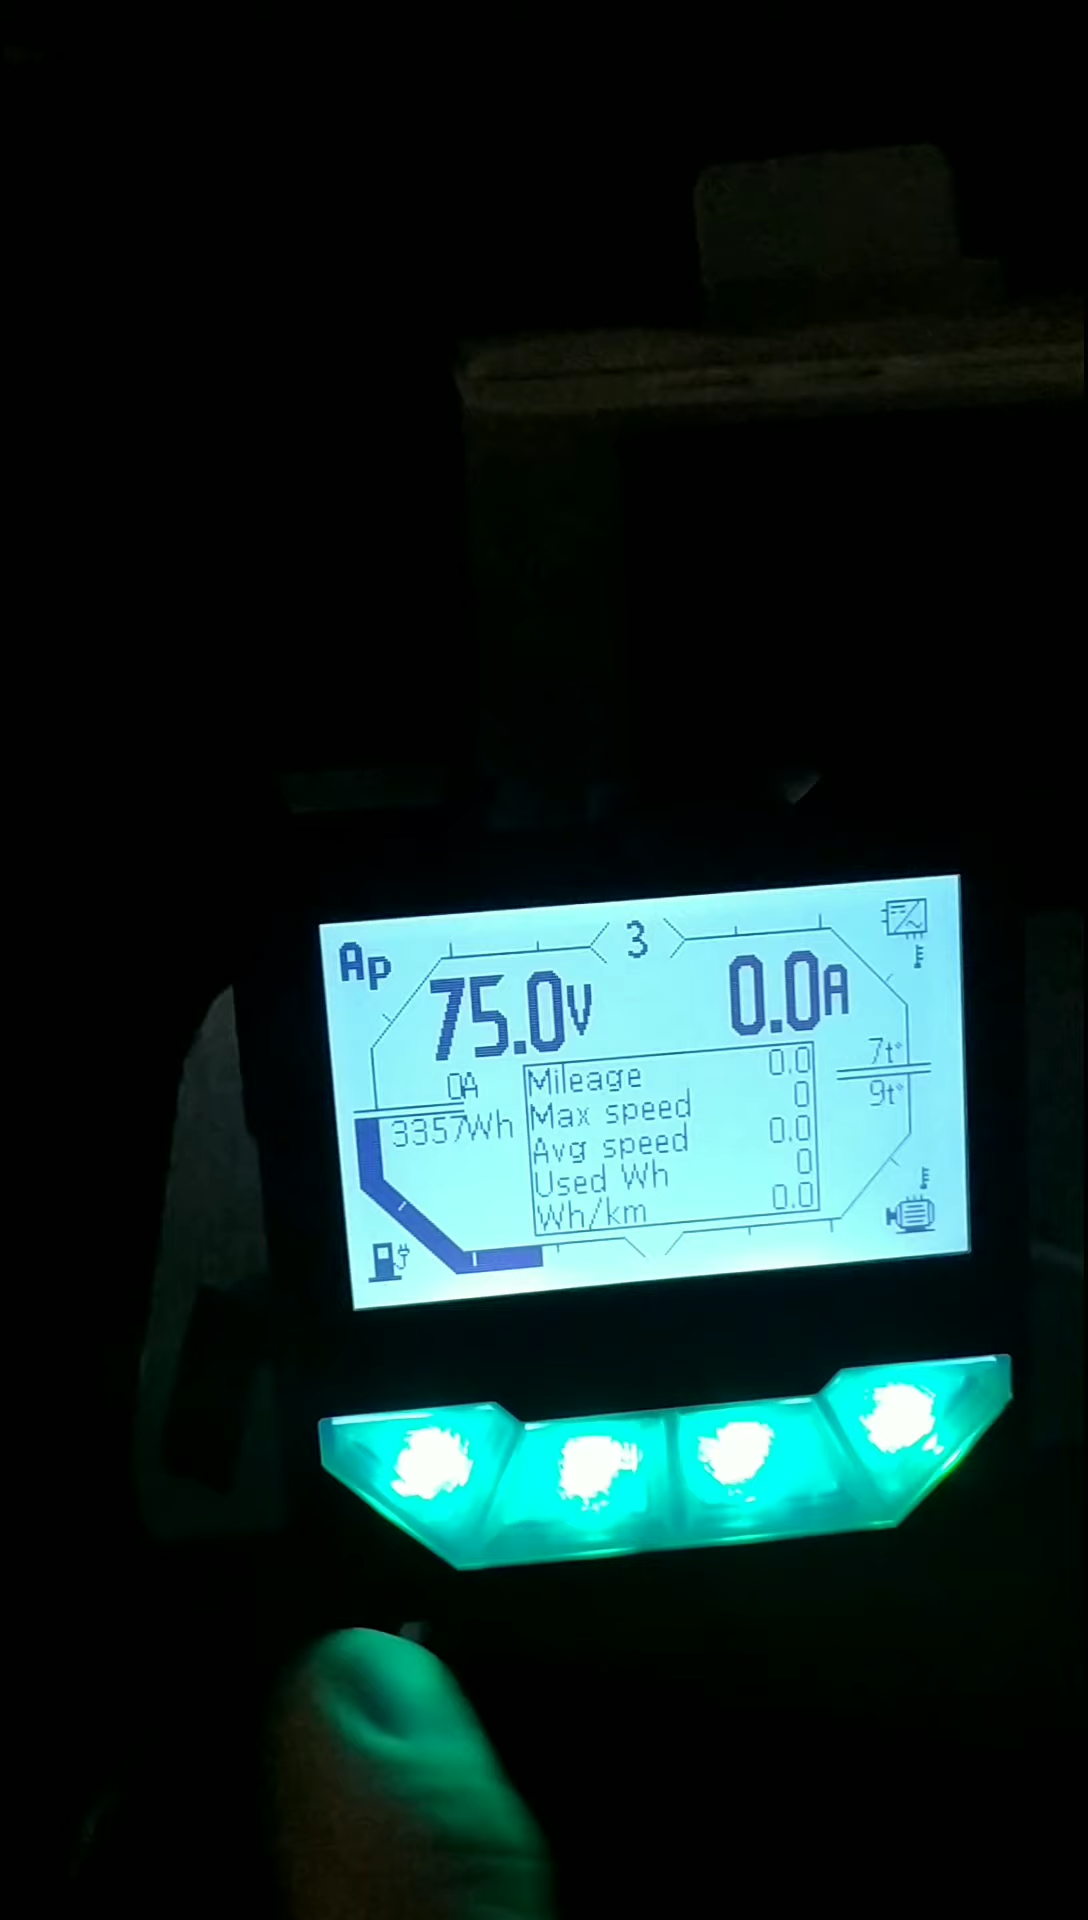 3
Ap
75.0V
0.0A
0A
3357Wh
Mileage 0.0
Max speed 0
Avg speed 0.0
Used Wh 0
Wh/km 0.0
7t°
9t°